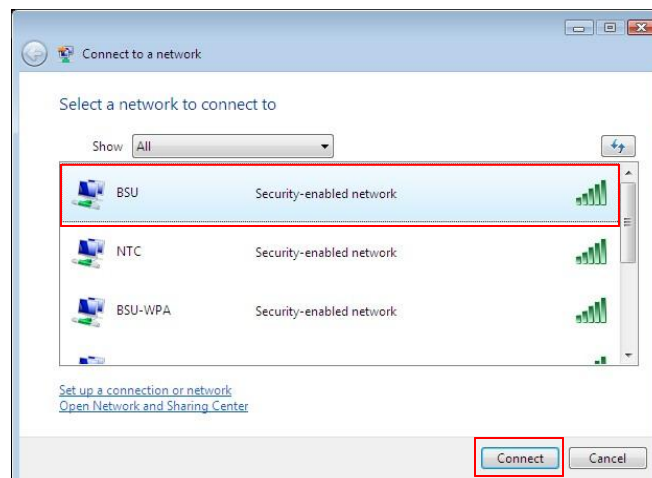 Connect to a network
Select a network to connect to
Show All
BSU Security-enabled network
NTC Security-enabled network
BSU-WPA Security-enabled network
Set up a connection or network
Open Network and Sharing Center
Connect Cancel